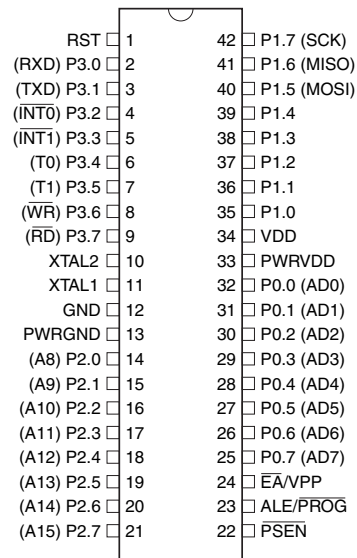 RST 1 42 P1.7 (SCK)
(RXD) P3.0 2 41 P1.6 (MISO)
(TXD) P3.1 3 40 P1.5 (MOSI)
(I̅N̅T̅0̅) P3.2 4 39 P1.4
(I̅N̅T̅1̅) P3.3 5 38 P1.3
(T0) P3.4 6 37 P1.2
(T1) P3.5 7 36 P1.1
(W̅R̅) P3.6 8 35 P1.0
(R̅D̅) P3.7 9 34 VDD
XTAL2 10 33 PWRVDD
XTAL1 11 32 P0.0 (AD0)
GND 12 31 P0.1 (AD1)
PWRGND 13 30 P0.2 (AD2)
(A8) P2.0 14 29 P0.3 (AD3)
(A9) P2.1 15 28 P0.4 (AD4)
(A10) P2.2 16 27 P0.5 (AD5)
(A11) P2.3 17 26 P0.6 (AD6)
(A12) P2.4 18 25 P0.7 (AD7)
(A13) P2.5 19 24 E̅A̅/VPP
(A14) P2.6 20 23 ALE/P̅R̅O̅G̅
(A15) P2.7 21 22 P̅S̅E̅N̅